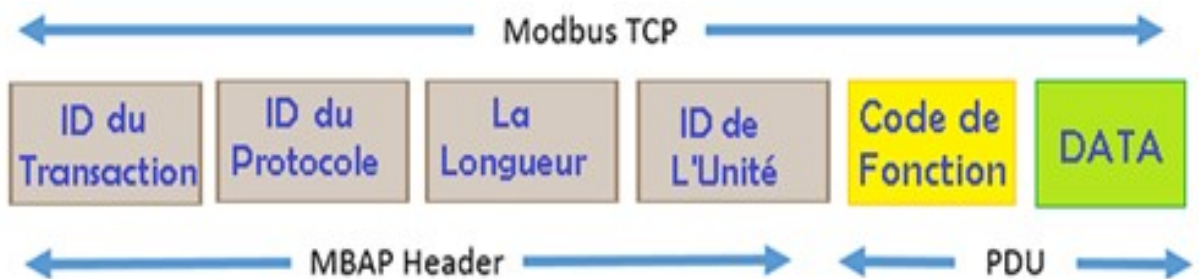 Modbus TCP
ID du
Transaction
ID du
Protocole
La
Longueur
ID de
L'Unité
Code de
Fonction
DATA
MBAP Header
PDU